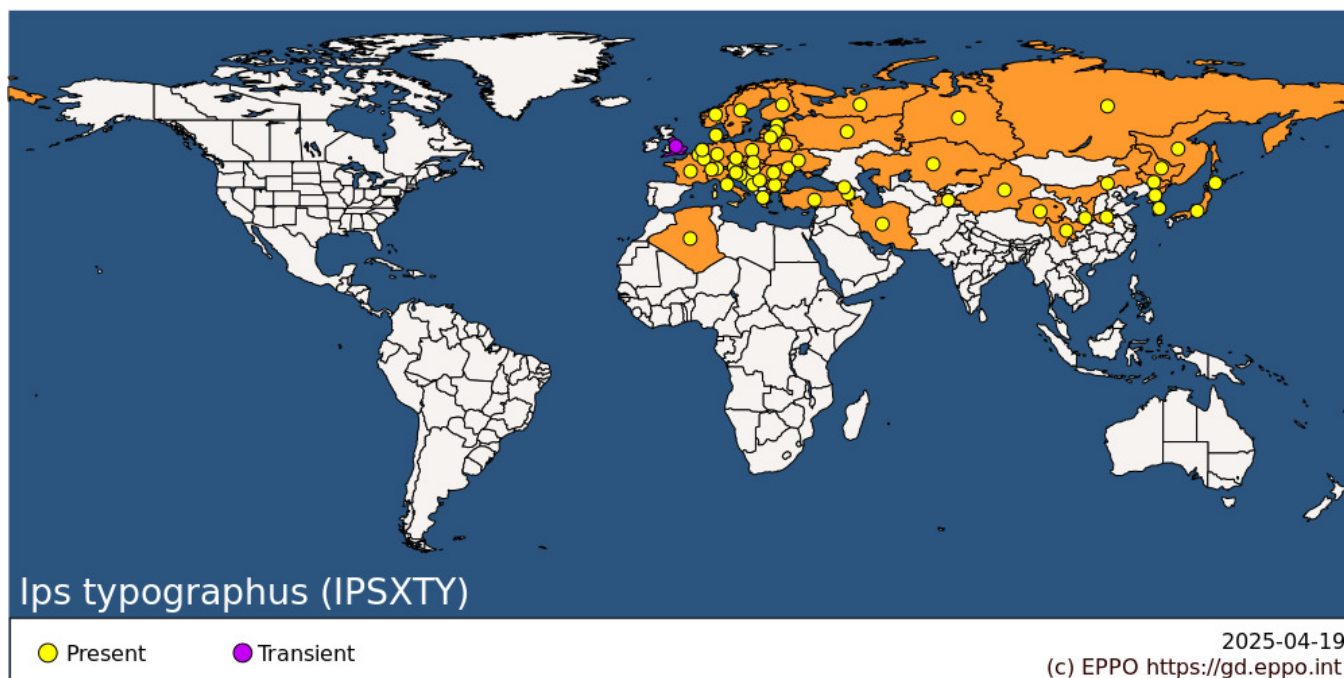 Ips typographus (IPSXTY)
Present
Transient
2025-04-19
(c) EPPO https://gd.eppo.int